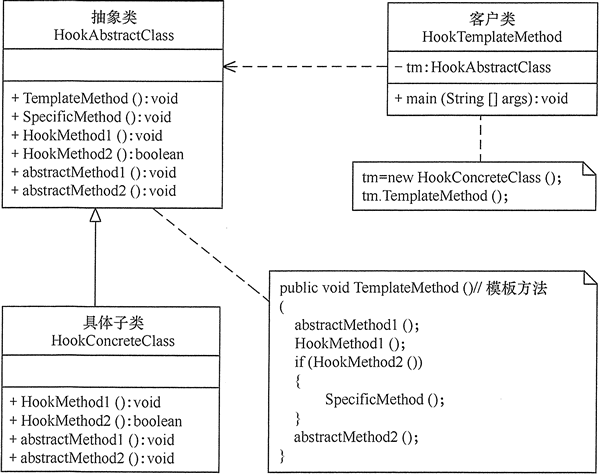 抽象类
HookAbstractClass
+ TemplateMethod ():void
+ SpecificMethod ():void
+ HookMethod1 ():void
+ HookMethod2 ():boolean
+ abstractMethod1 ():void
+ abstractMethod2 ():void
客户类
HookTemplateMethod
- tm:HookAbstractClass
+ main (String [] args):void
tm=new HookConcreteClass ();
tm.TemplateMethod ();
具体子类
HookConcreteClass
+ HookMethod1 ():void
+ HookMethod2 ():boolean
+ abstractMethod1 ():void
+ abstractMethod2 ():void
public void TemplateMethod ()// 模板方法
(
abstractMethod1 ();
HookMethod1 ();
if (HookMethod2 ())
{
SpecificMethod ();
}
abstractMethod2 ();
}